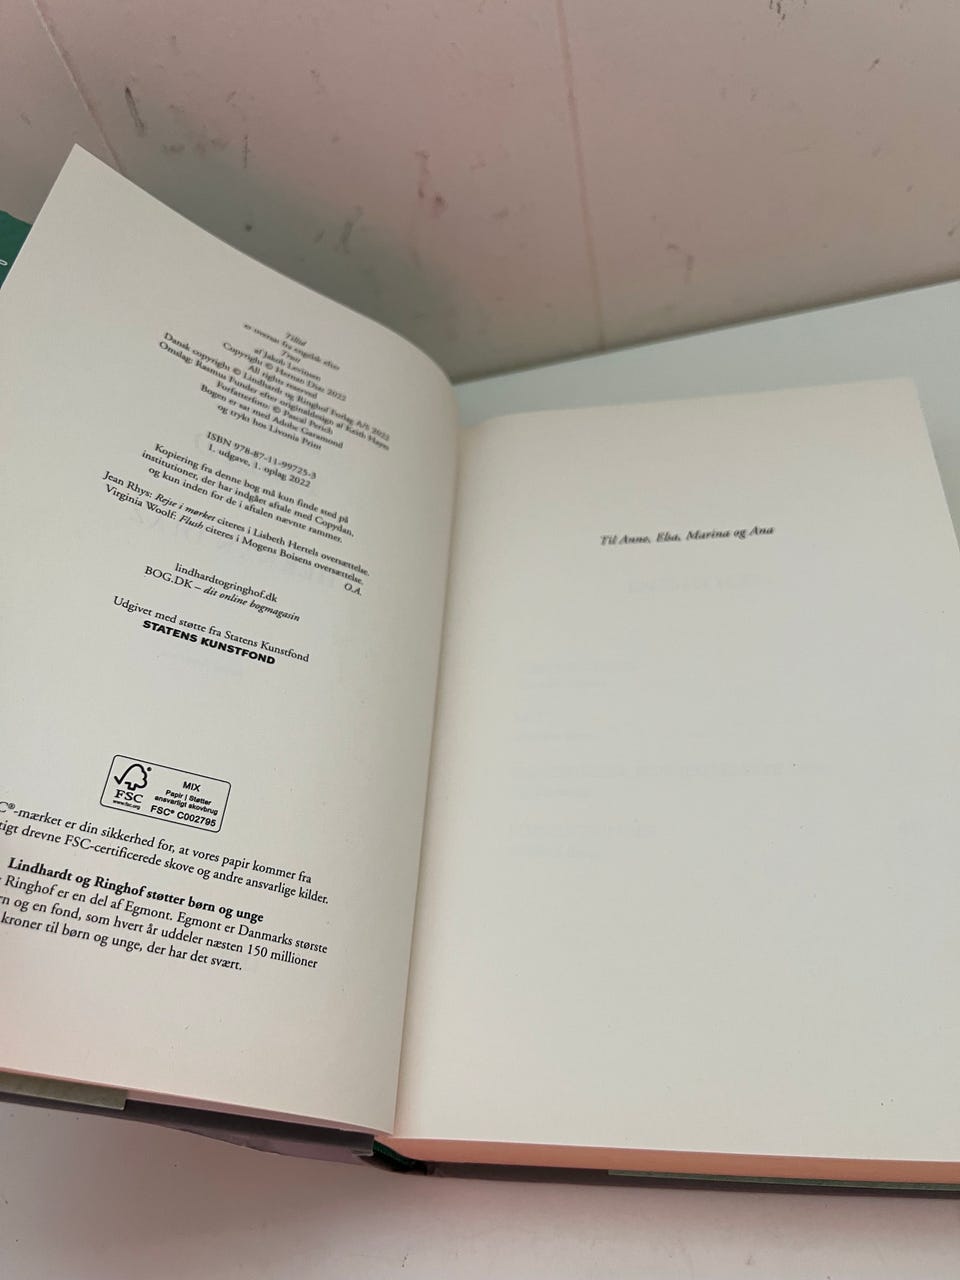 Tillid
er oversat fra engelsk efter
Trust
af Jakob Levinsen
Copyright © Hernan Diaz 2022
All rights reserved
Dansk copyright © Lindhardt og Ringhof Forlag A/S 2022
Omslag: Rasmus Funder efter originaldesign af Keith Hayes
Forfatterfoto: © Pascal Perich
Bogen er sat med Adobe Garamond
og trykt hos Livonia Print
ISBN 978-87-11-99725-3
1. udgave, 1. oplag 2022
Kopiering fra denne bog må kun finde sted på
institutioner, der har indgået aftale med Copydan,
og kun inden for de i aftalen nævnte rammer.
Jean Rhys: Rejse i mørket citeres i Lisbeth Hertels oversættelse.
Virginia Woolf: Flush citeres i Mogens Boisens oversættelse.
O.A.
lindhardtogringhof.dk
BOG.DK – dit online bogmagasin
Udgivet med støtte fra Statens Kunstfond
STATENS KUNSTFOND
FSC
www.fsc.org
MIX
Papir | Støtter
ansvarligt skovbrug
FSC® C002795
C®-mærket er din sikkerhed for, at vores papir kommer fra
tigt drevne FSC-certificerede skove og andre ansvarlige kilder.
Lindhardt og Ringhof støtter børn og unge
Ringhof er en del af Egmont. Egmont er Danmarks største
rn og en fond, som hvert år uddeler næsten 150 millioner
kroner til børn og unge, der har det svært.
Til Anne, Elsa, Marina og Ana